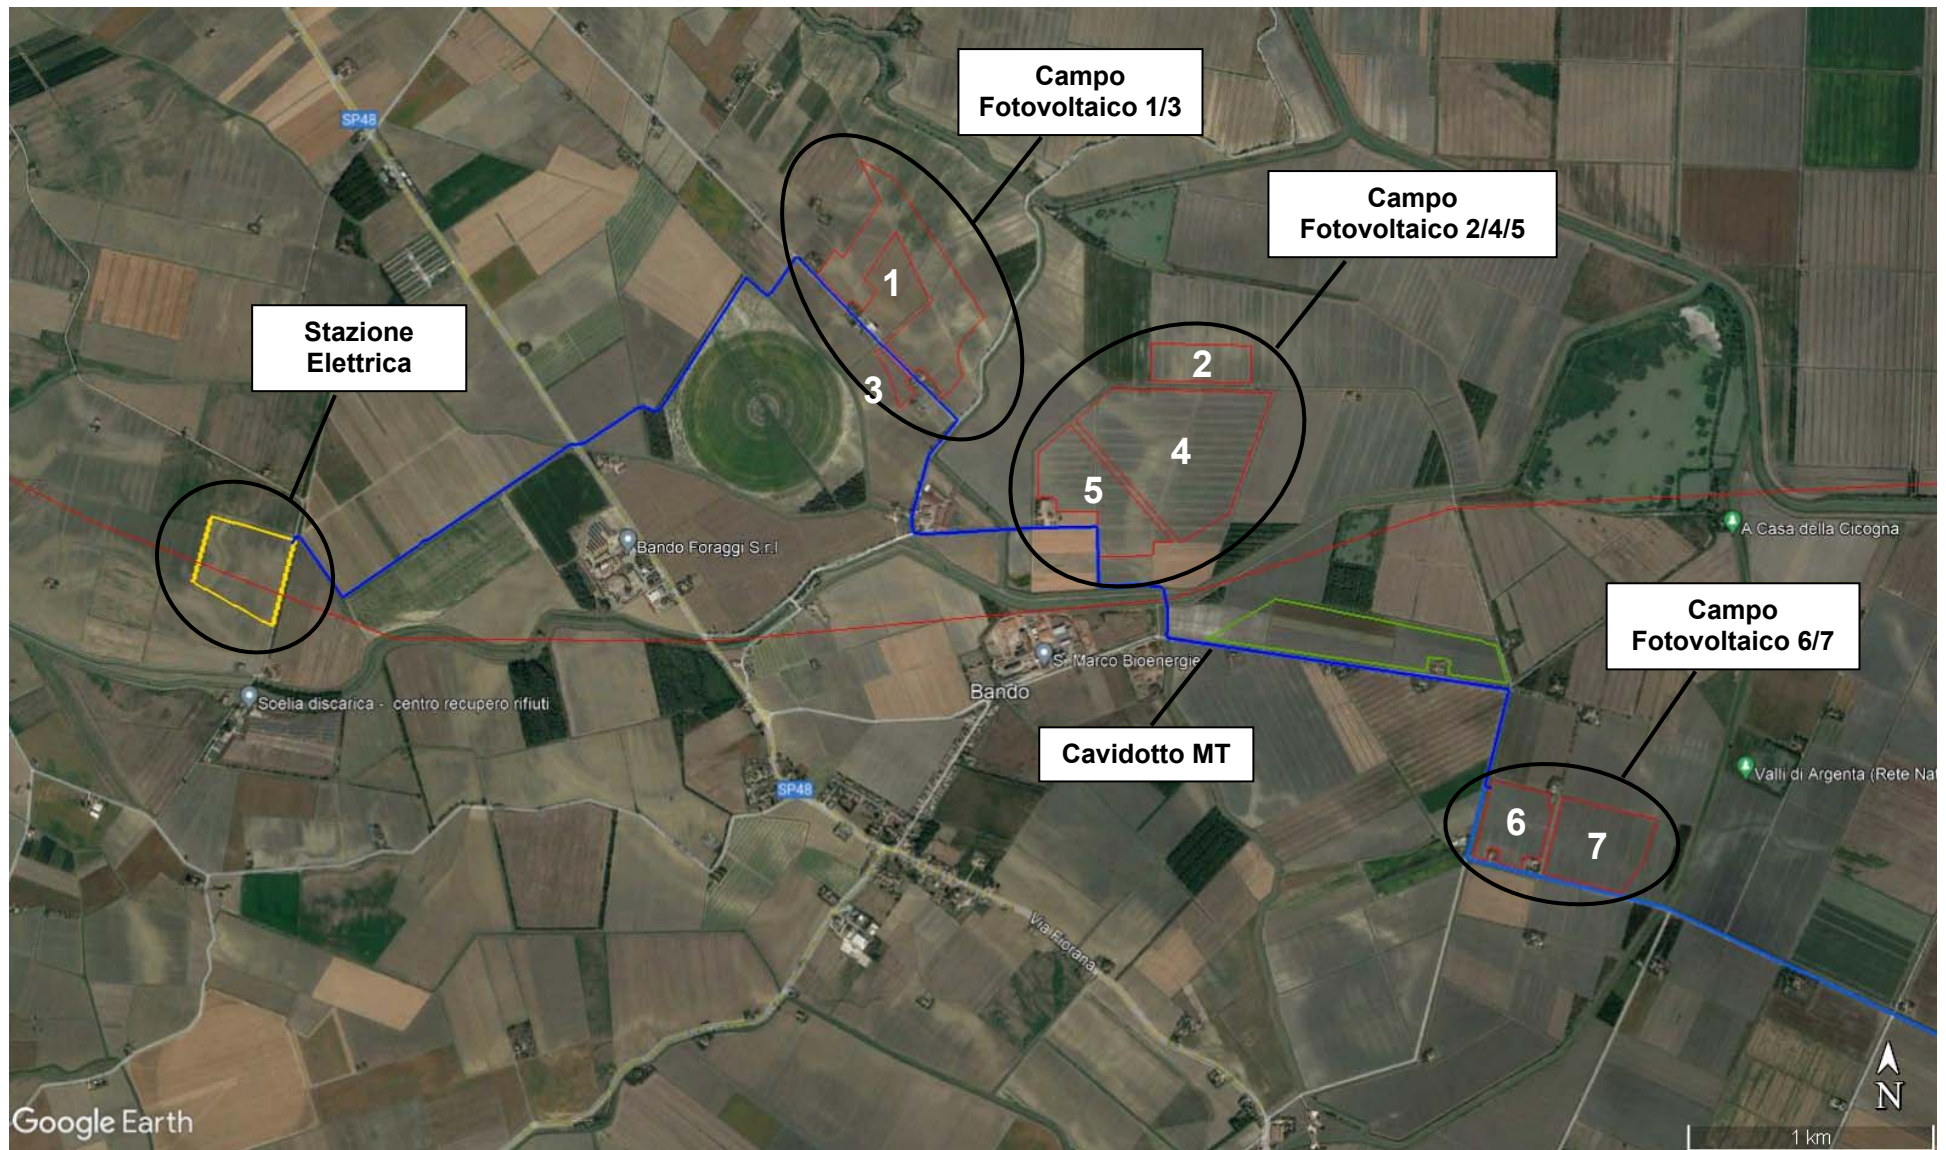 Campo
Fotovoltaico 1/3
SP48
Campo
Fotovoltaico 2/4/5
1
Stazione
Elettrica
2
3
4
5
A Casa della Cicogna
Bando Foraggi S.r.l
Campo
Fotovoltaico 6/7
S. Marco Bioenergie
Bando
Soelia discarica - centro recupero rifiuti
Cavidotto MT
Valli di Argenta (Rete Nat
SP48
6
7
Via Fiorana
N
Google Earth
1 km